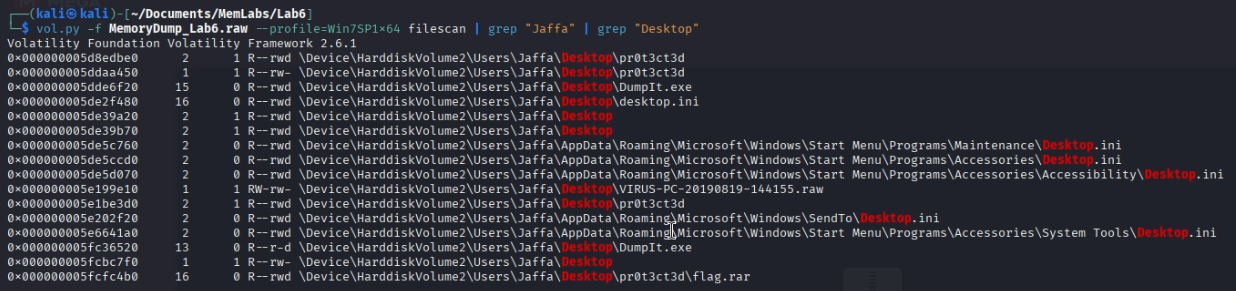 (kali㉿kali)-[~/Documents/MemLabs/Lab6]
$ vol.py -f MemoryDump_Lab6.raw --profile=Win7SP1×64 filescan | grep "Jaffa" | grep "Desktop"
Volatility Foundation Volatility Framework 2.6.1
0×000000005d8edbe0 2 1 R--rwd \Device\HarddiskVolume2\Users\Jaffa\Desktop\pr0t3ct3d
0×000000005ddaa450 1 1 R--rw- \Device\HarddiskVolume2\Users\Jaffa\Desktop\pr0t3ct3d
0×000000005dde6f20 15 0 R--rwd \Device\HarddiskVolume2\Users\Jaffa\Desktop\DumpIt.exe
0×000000005de2f480 16 0 R--rwd \Device\HarddiskVolume2\Users\Jaffa\Desktop\desktop.ini
0×000000005de39a20 2 1 R--rwd \Device\HarddiskVolume2\Users\Jaffa\Desktop
0×000000005de39b70 2 1 R--rwd \Device\HarddiskVolume2\Users\Jaffa\Desktop
0×000000005de5c760 2 0 R--rwd \Device\HarddiskVolume2\Users\Jaffa\AppData\Roaming\Microsoft\Windows\Start Menu\Programs\Maintenance\Desktop.ini
0×000000005de5ccd0 2 0 R--rwd \Device\HarddiskVolume2\Users\Jaffa\AppData\Roaming\Microsoft\Windows\Start Menu\Programs\Accessories\Desktop.ini
0×000000005de5d070 2 0 R--rwd \Device\HarddiskVolume2\Users\Jaffa\AppData\Roaming\Microsoft\Windows\Start Menu\Programs\Accessories\Accessibility\Desktop.ini
0×000000005e199e10 1 1 RW-rw- \Device\HarddiskVolume2\Users\Jaffa\Desktop\VIRUS-PC-20190819-144155.raw
0×000000005e1be3d0 2 1 R--rwd \Device\HarddiskVolume2\Users\Jaffa\Desktop\pr0t3ct3d
0×000000005e202f20 2 0 R--rwd \Device\HarddiskVolume2\Users\Jaffa\AppData\Roaming\Microsoft\Windows\SendTo\Desktop.ini
0×000000005e6641a0 2 0 R--rwd \Device\HarddiskVolume2\Users\Jaffa\AppData\Roaming\Microsoft\Windows\Start Menu\Programs\Accessories\System Tools\Desktop.ini
0×000000005fc36520 13 0 R--r-d \Device\HarddiskVolume2\Users\Jaffa\Desktop\DumpIt.exe
0×000000005fcbc7f0 1 1 R--rw- \Device\HarddiskVolume2\Users\Jaffa\Desktop
0×000000005fcfc4b0 16 0 R--rwd \Device\HarddiskVolume2\Users\Jaffa\Desktop\pr0t3ct3d\flag.rar